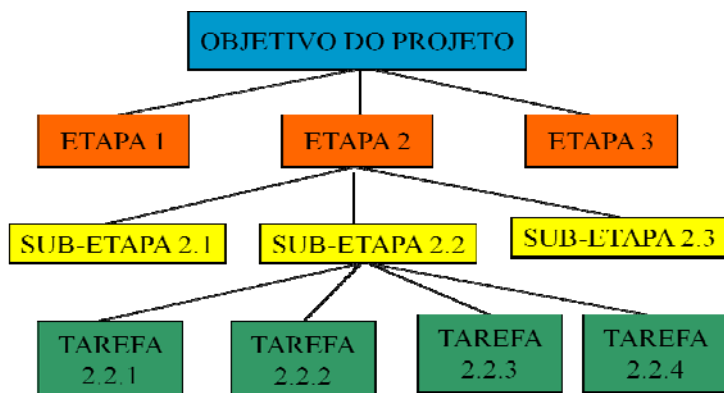 OBJETIVO DO PROJETO
ETAPA 1
ETAPA 2
ETAPA 3
SUB-ETAPA 2.1
SUB-ETAPA 2.2
SUB-ETAPA 2.3
TAREFA
2.2.1
TAREFA
2.2.2
TAREFA
2.2.3
TAREFA
2.2.4